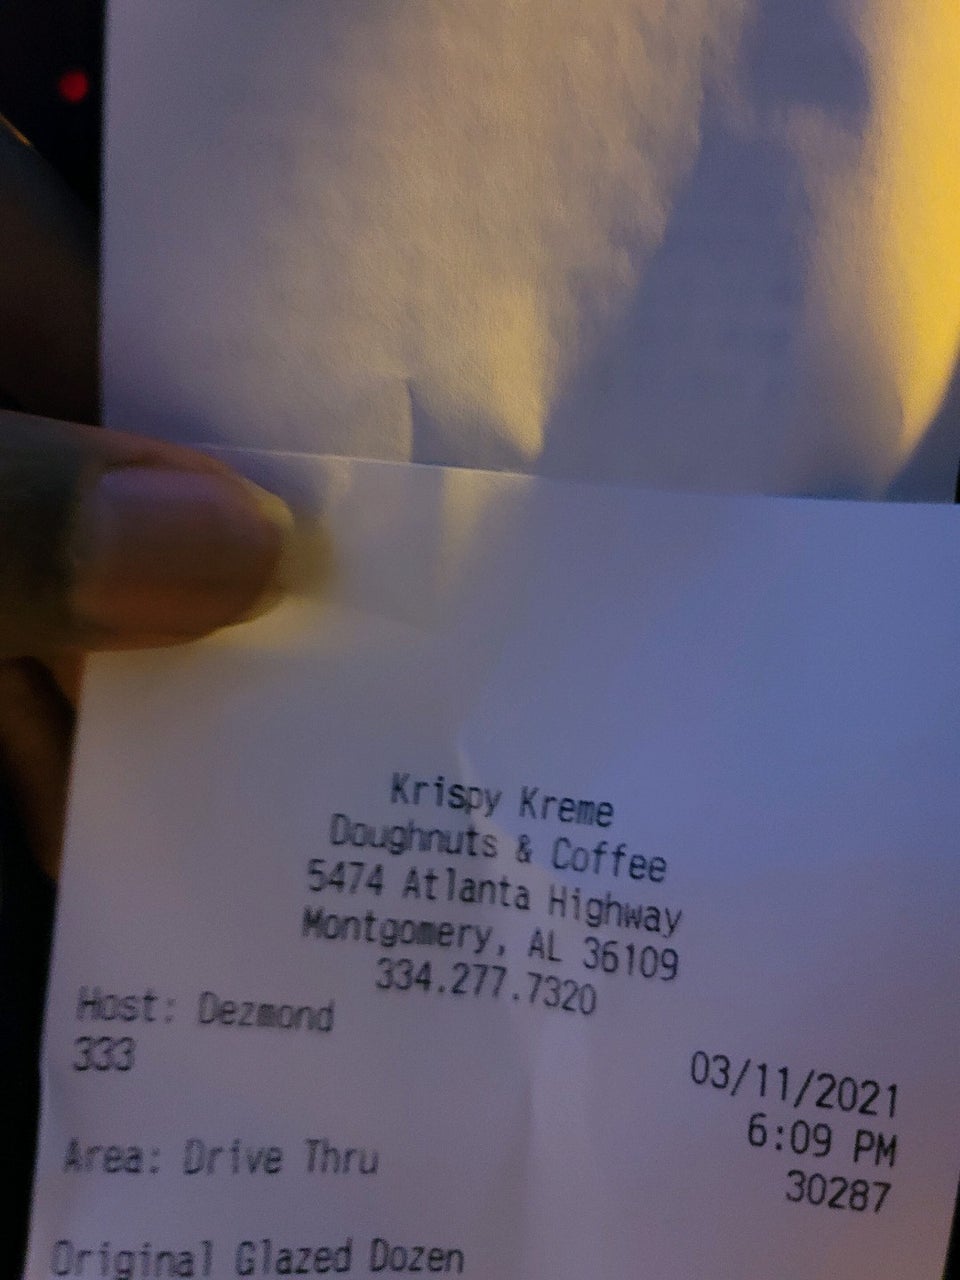 Krispy Kreme
Doughnuts & Coffee
5474 Atlanta Highway
Montgomery, AL 36109
334.277.7320
Host: Dezmond
03/11/2021
333
6:09 PM
30287
Area: Drive Thru
Original Glazed Dozen